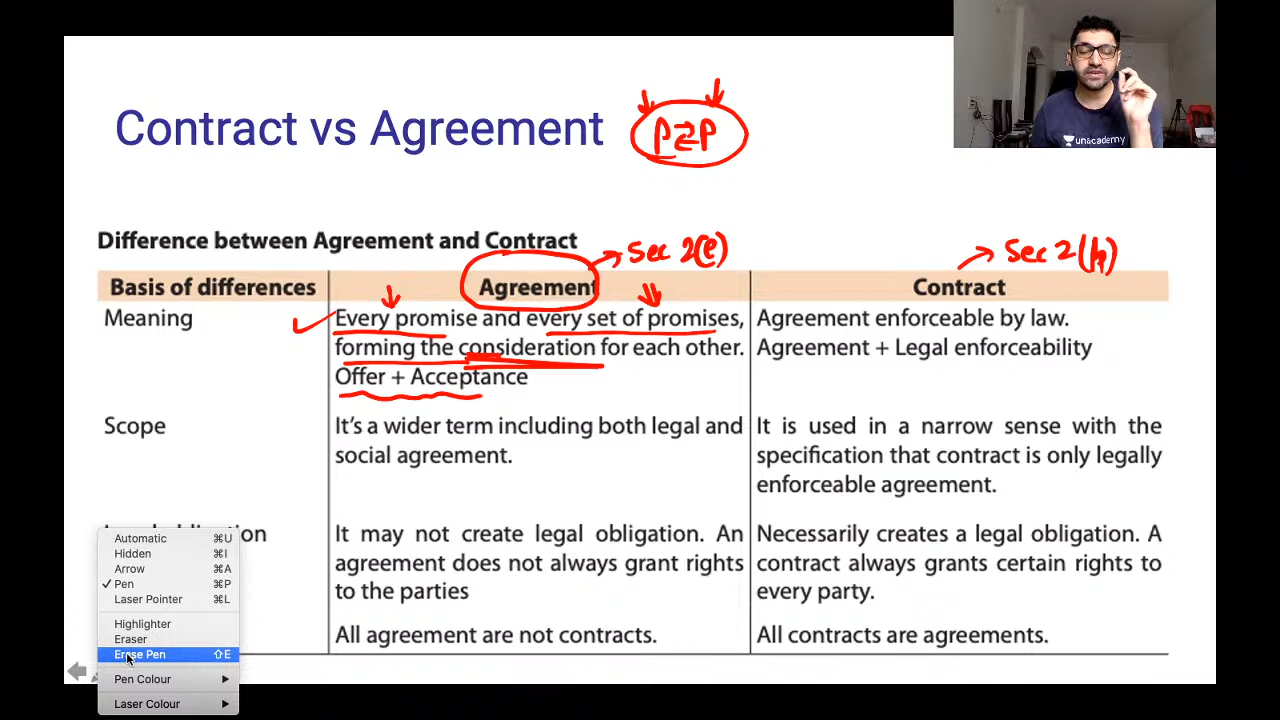 Contract vs Agreement
P ⇄ P
unacademy
Difference between Agreement and Contract
Sec 2(e)
Sec 2(h)
Basis of differences Agreement Contract
Meaning
Every promise and every set of promises,
forming the consideration for each other.
Offer + Acceptance
Agreement enforceable by law.
Agreement + Legal enforceability
Scope
It's a wider term including both legal and
social agreement.
It is used in a narrow sense with the
specification that contract is only legally
enforceable agreement.
It may not create legal obligation. An
agreement does not always grant rights
to the parties
Necessarily creates a legal obligation. A
contract always grants certain rights to
every party.
All agreement are not contracts.
All contracts are agreements.
Automatic ⌘U
Hidden ⌘I
Arrow ⌘A
✓ Pen ⌘P
Laser Pointer ⌘L
Highlighter
Eraser
Erase Pen ⇧E
Pen Colour
Laser Colour